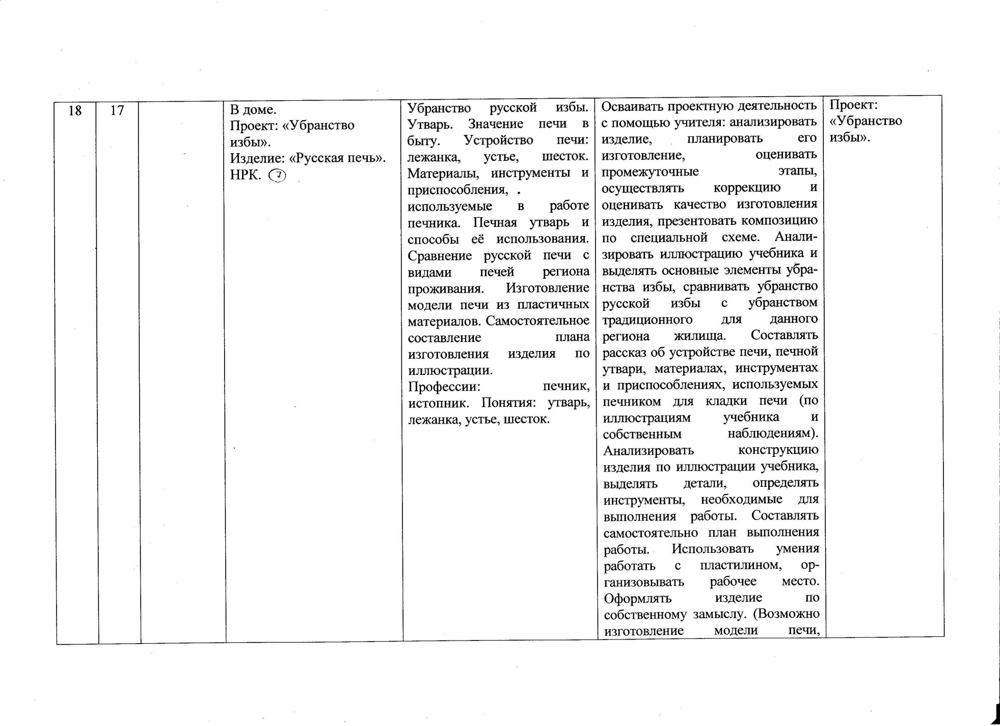 18
17
В доме.
Проект: «Убранство
избы».
Изделие: «Русская печь».
НРК. 7
Убранство русской избы.
Утварь. Значение печи в
быту. Устройство печи:
лежанка, устье, шесток.
Материалы, инструменты и
приспособления, .
используемые в работе
печника. Печная утварь и
способы её использования.
Сравнение русской печи с
видами печей региона
проживания. Изготовление
модели печи из пластичных
материалов. Самостоятельное
составление плана
изготовления изделия по
иллюстрации.
Профессии: печник,
истопник. Понятия: утварь,
лежанка, устье, шесток.
Осваивать проектную деятельность
с помощью учителя: анализировать
изделие, планировать его
изготовление, оценивать
промежуточные этапы,
осуществлять коррекцию и
оценивать качество изготовления
изделия, презентовать композицию
по специальной схеме. Анали-
зировать иллюстрацию учебника и
выделять основные элементы убра-
нства избы, сравнивать убранство
русской избы с убранством
традиционного для данного
региона жилища. Составлять
рассказ об устройстве печи, печной
утвари, материалах, инструментах
и приспособлениях, используемых
печником для кладки печи (по
иллюстрациям учебника и
собственным наблюдениям).
Анализировать конструкцию
изделия по иллюстрации учебника,
выделять детали, определять
инструменты, необходимые для
выполнения работы. Составлять
самостоятельно план выполнения
работы. Использовать умения
работать с пластилином, ор-
ганизовывать рабочее место.
Оформлять изделие по
собственному замыслу. (Возможно
изготовление модели печи,
Проект:
«Убранство
избы».